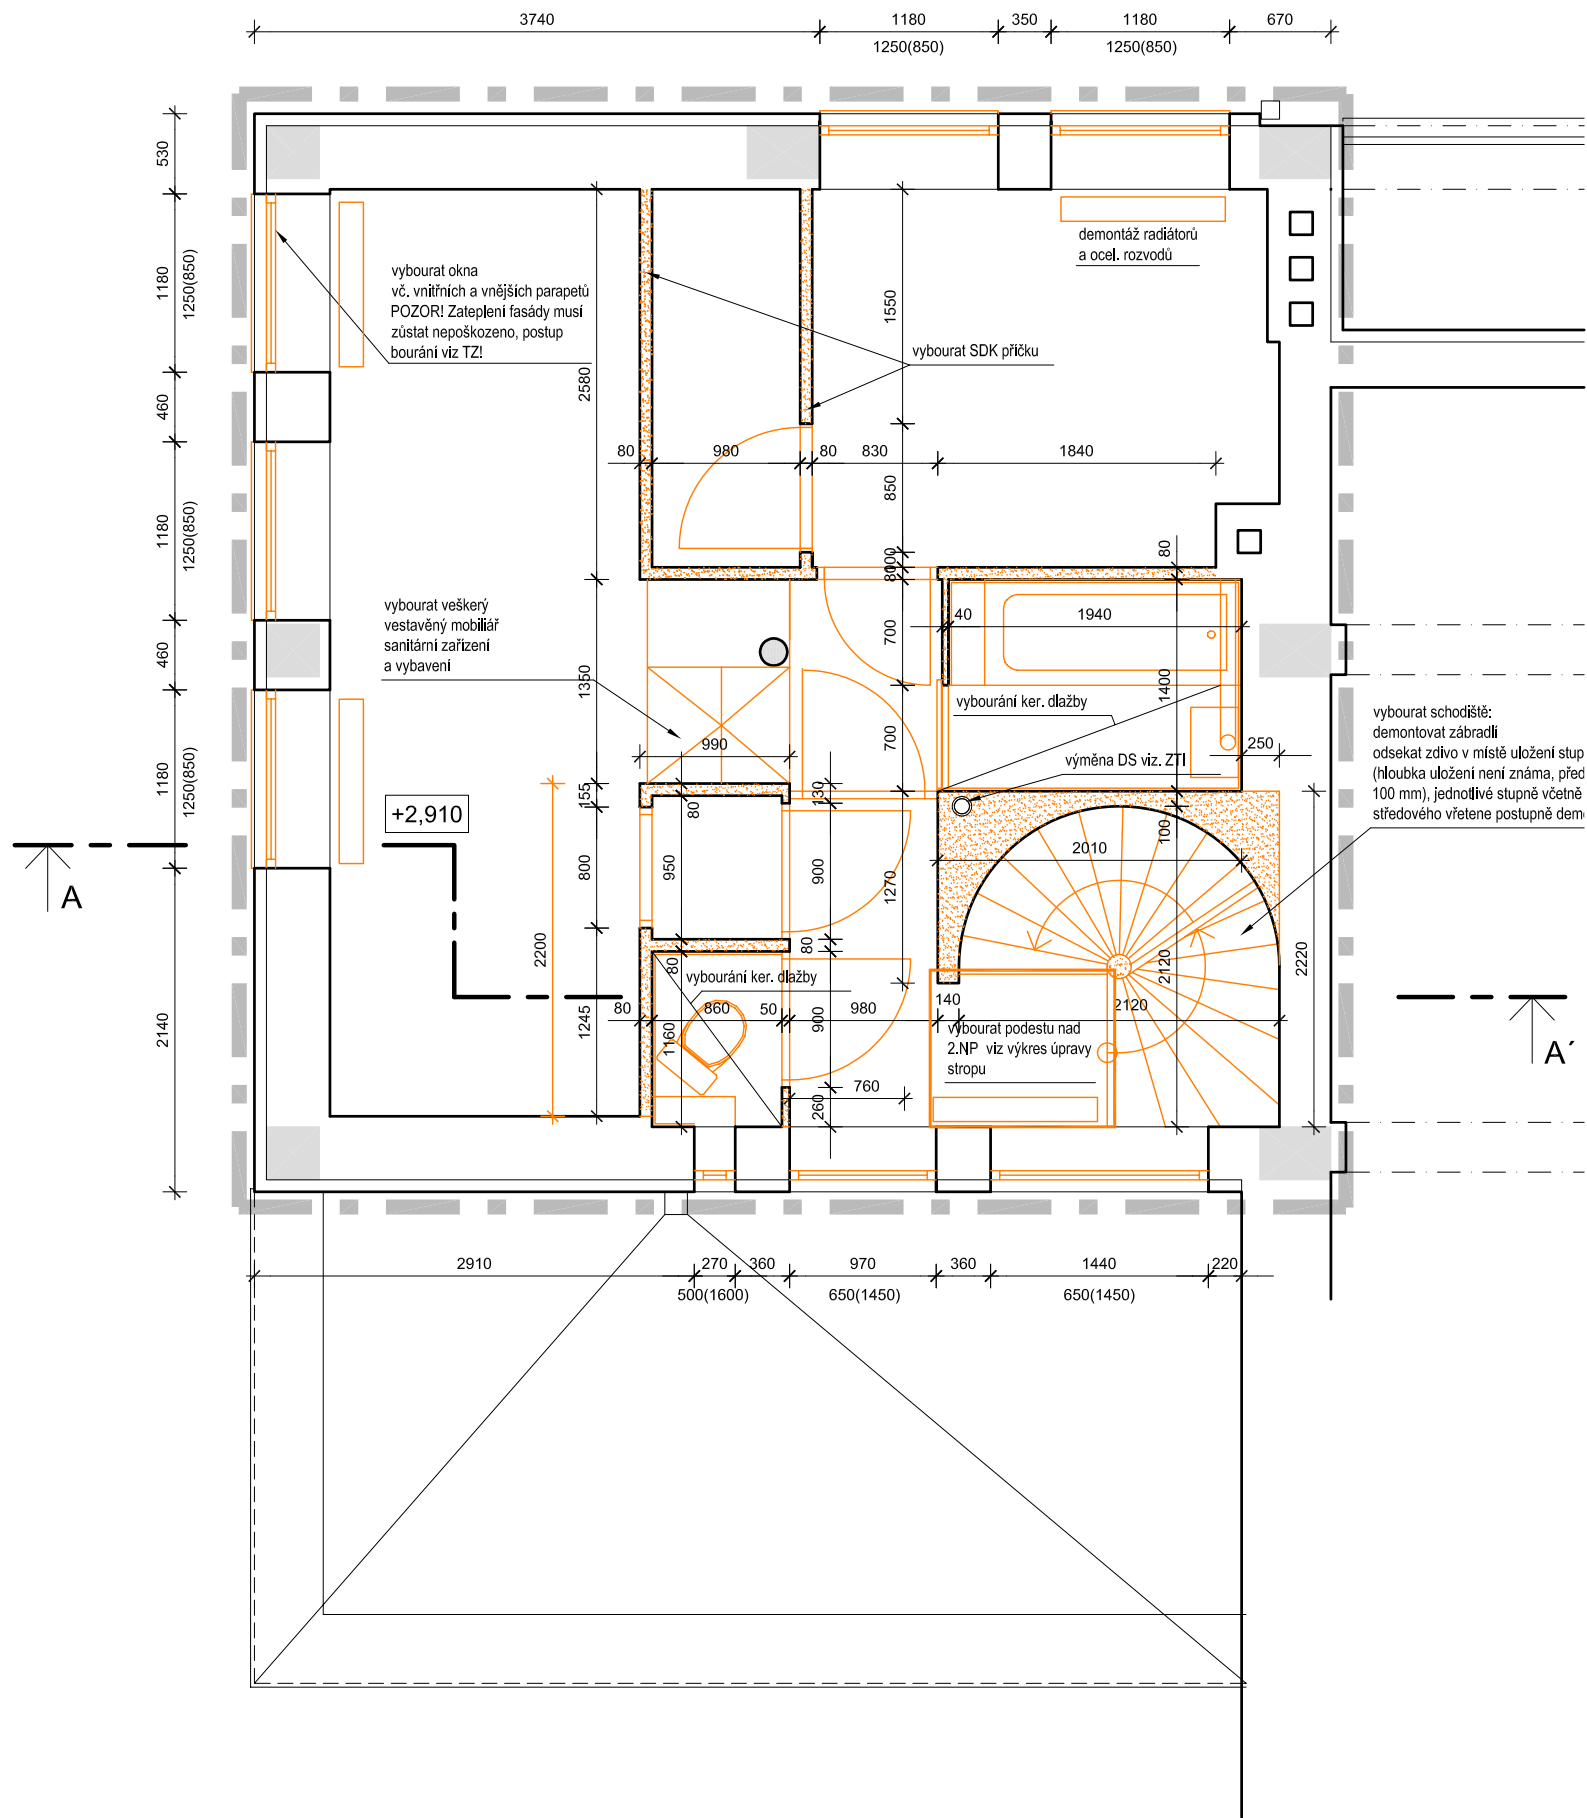 3740
1180
350
1180
670
1250(850)
1250(850)
530
1180
1250(850)
460
1180
1250(850)
460
1180
1250(850)
2140
vybourat okna
vč. vnitřních a vnějších parapetů
POZOR! Zateplení fasády musí
zůstat nepoškozeno, postup
bourání viz TZ!
demontáž radiátorů
a ocel. rozvodů
vybourat SDK příčku
2580
1550
850
80
980
80
830
1840
80
vybourat veškerý
vestavěný mobiliář
sanitární zařízení
a vybavení
1350
700
40
1940
1400
vybourání ker. dlažby
700
990
250
výměna DS viz. ZTI
vybourat schodiště:
demontovat zábradlí
odsekat zdivo v místě uložení stup
(hloubka uložení není známa, před
100 mm), jednotlivé stupně včetně
středového vřetene postupně dem
+2,910
155
80
130
100
A
800
950
900
1270
2010
2200
80
80
2120
2220
vybourání ker. dlažby
80
860
50
980
140
2120
1245
1160
900
vybourat podestu nad
2.NP viz výkres úpravy
stropu
A´
760
260
2910
270
360
970
360
1440
220
500(1600)
650(1450)
650(1450)